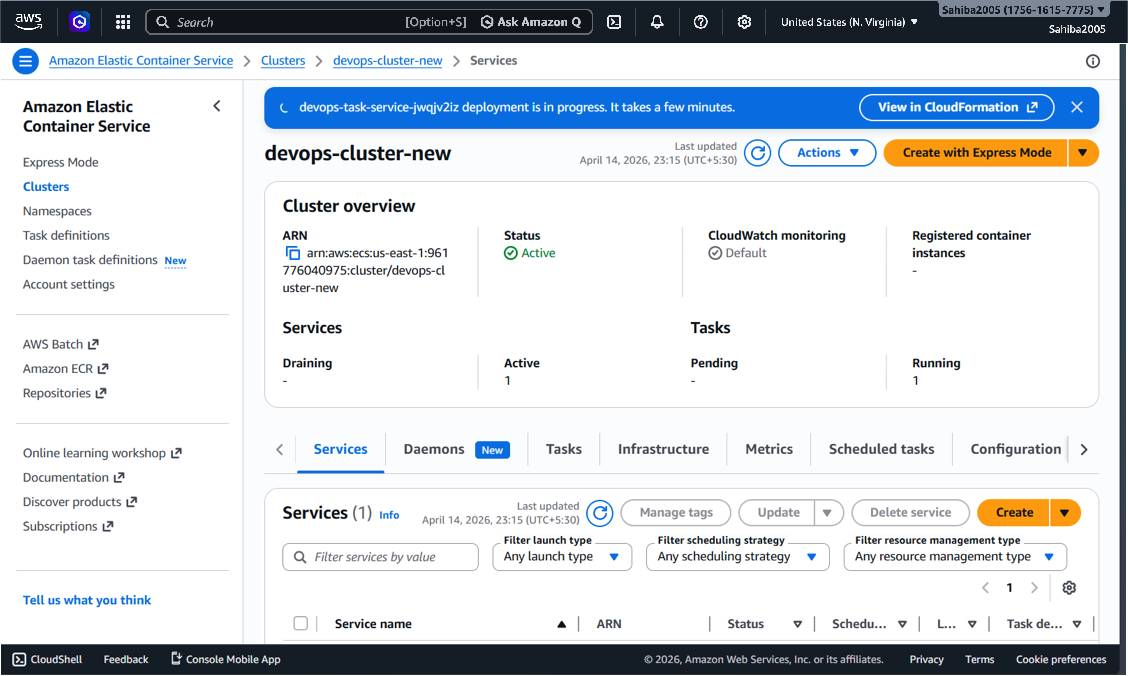 aws
Search
[Option+S]
Ask Amazon Q
United States (N. Virginia)
Sahiba2005 (1756-1615-7775)
Sahiba2005
Amazon Elastic Container Service
Clusters
devops-cluster-new
Services
Amazon Elastic
Container Service
Express Mode
Clusters
Namespaces
Task definitions
Daemon task definitions New
Account settings
AWS Batch
Amazon ECR
Repositories
Online learning workshop
Documentation
Discover products
Subscriptions
Tell us what you think
devops-task-service-jwqjv2iz deployment is in progress. It takes a few minutes.
View in CloudFormation
devops-cluster-new
Last updated
April 14, 2026, 23:15 (UTC+5:30)
Actions
Create with Express Mode
Cluster overview
ARN
arn:aws:ecs:us-east-1:961
776040975:cluster/devops-cl
uster-new
Status
Active
CloudWatch monitoring
Default
Registered container
instances
-
Services
Tasks
Draining
-
Active
1
Pending
-
Running
1
Services
Daemons New
Tasks
Infrastructure
Metrics
Scheduled tasks
Configuration
Services (1) Info
Last updated
April 14, 2026, 23:15 (UTC+5:30)
Manage tags
Update
Delete service
Create
Filter services by value
Filter launch type
Any launch type
Filter scheduling strategy
Any scheduling strategy
Filter resource management type
Any resource management type
1
Service name
ARN
Status
Schedu...
L...
Task de...
CloudShell
Feedback
Console Mobile App
© 2026, Amazon Web Services, Inc. or its affiliates.
Privacy
Terms
Cookie preferences